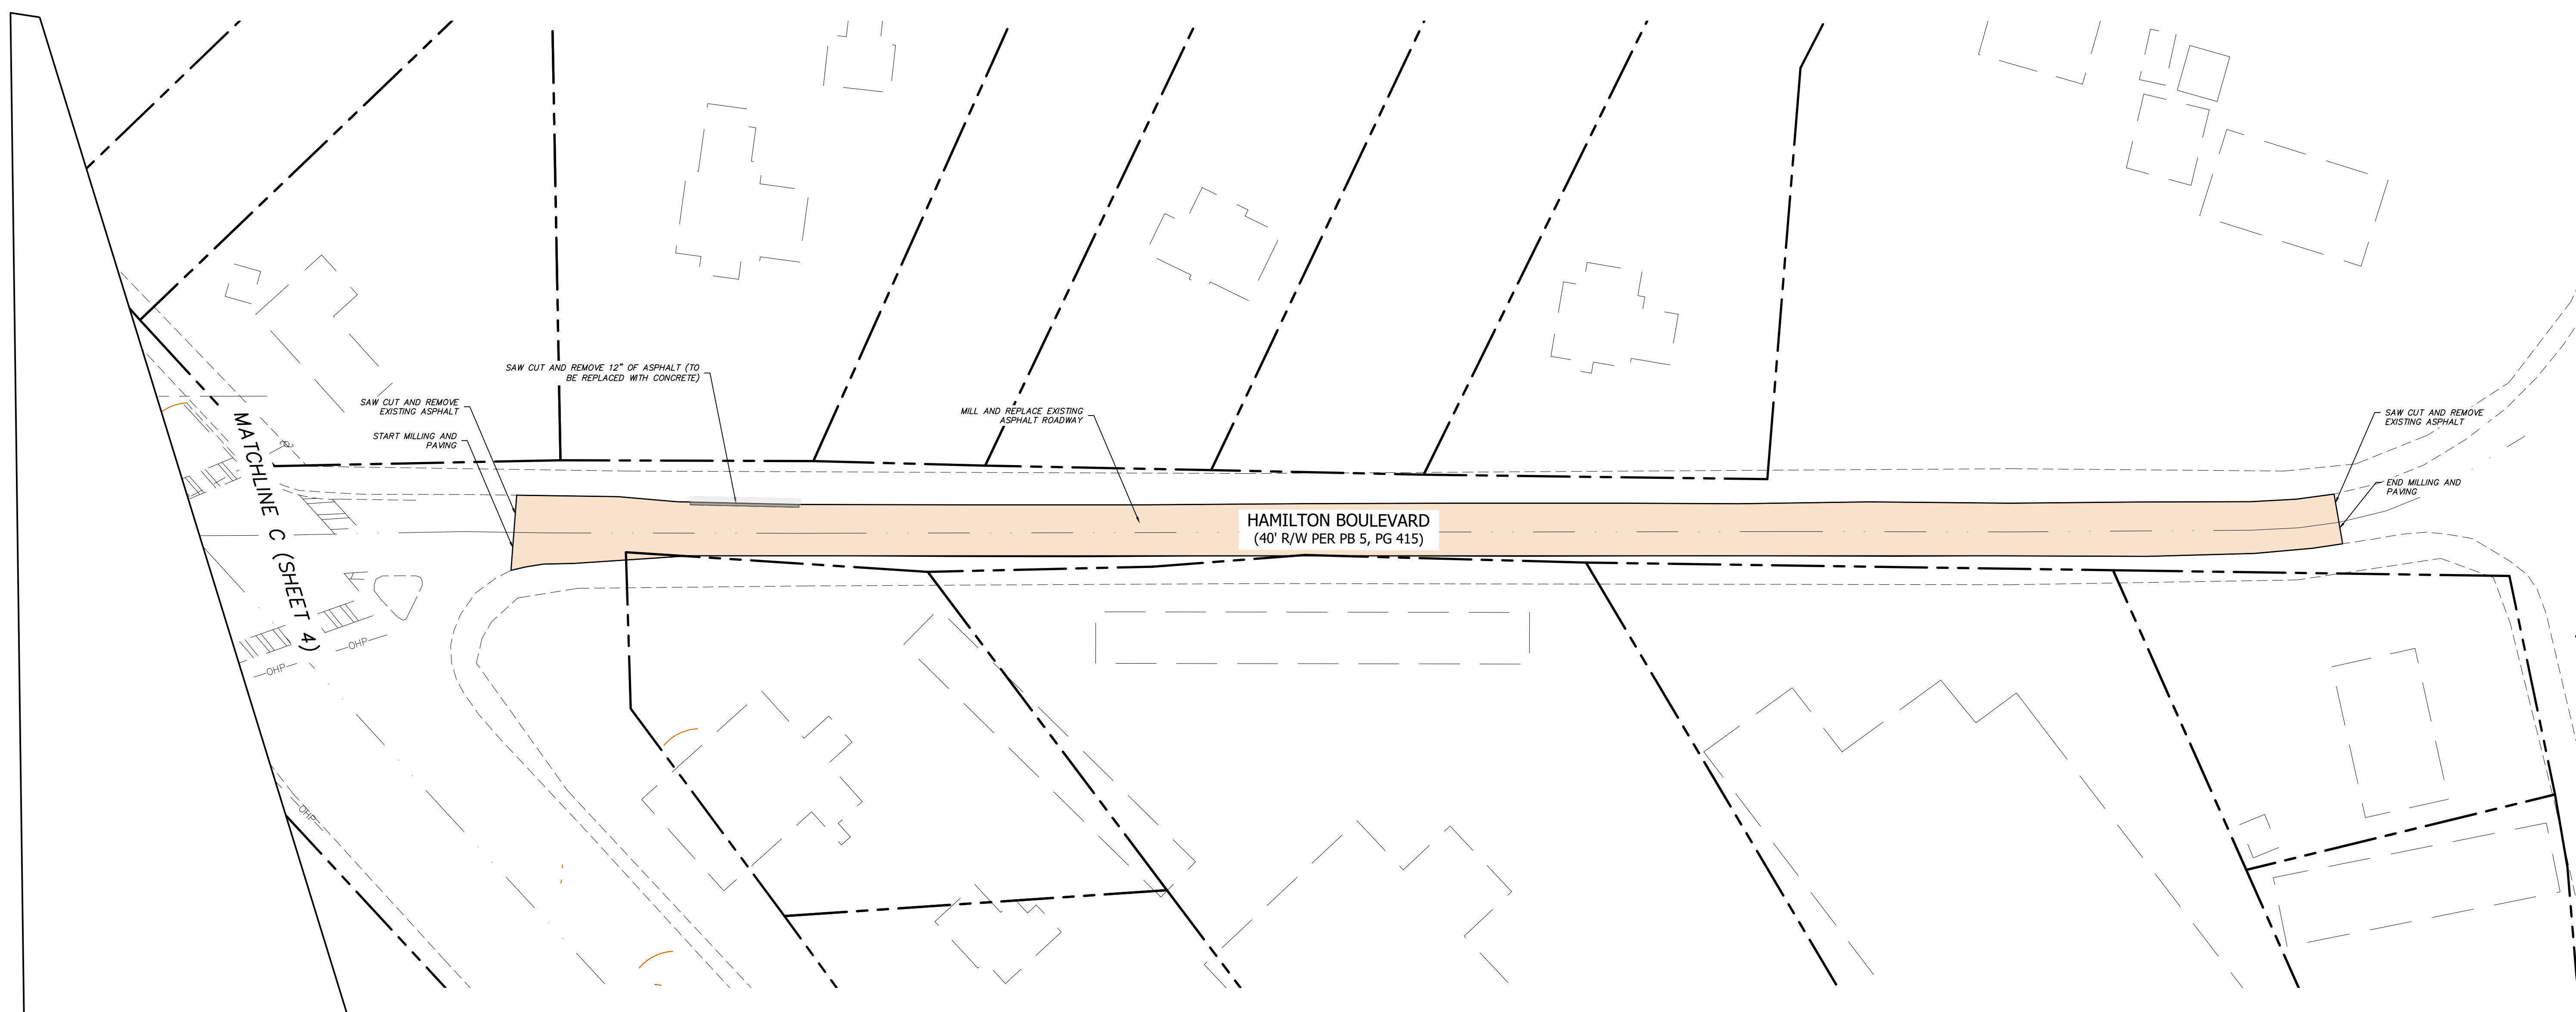 SAW CUT AND REMOVE 12" OF ASPHALT (TO
BE REPLACED WITH CONCRETE)
SAW CUT AND REMOVE
EXISTING ASPHALT
START MILLING AND
PAVING
MILL AND REPLACE EXISTING
ASPHALT ROADWAY
SAW CUT AND REMOVE
EXISTING ASPHALT
END MILLING AND
PAVING
HAMILTON BOULEVARD
(40' R/W PER PB 5, PG 415)
MATCHLINE C (SHEET 4)
OHP
OHP
OHP